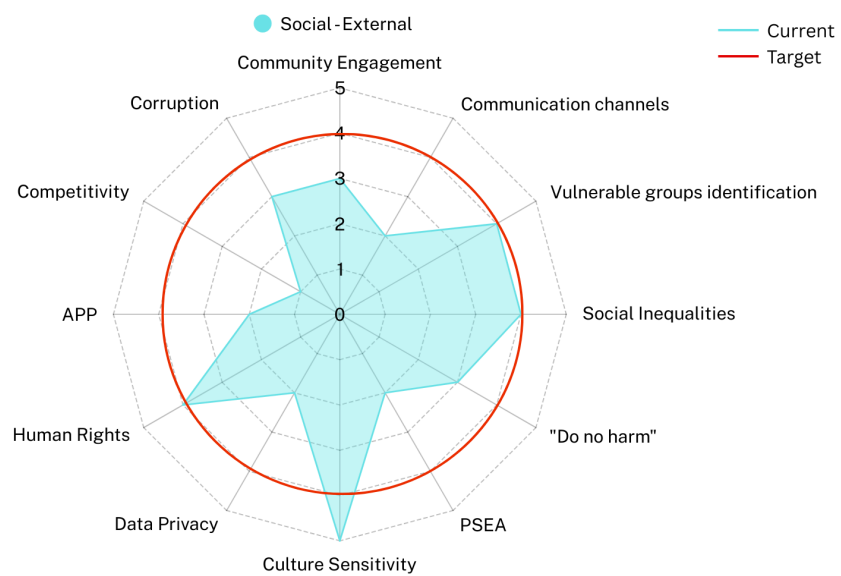 Social - External
Current
Target
Community Engagement
Corruption
5
Communication channels
4
Competitivity
3
Vulnerable groups identification
2
1
APP
0
Social Inequalities
Human Rights
"Do no harm"
Data Privacy
PSEA
Culture Sensitivity